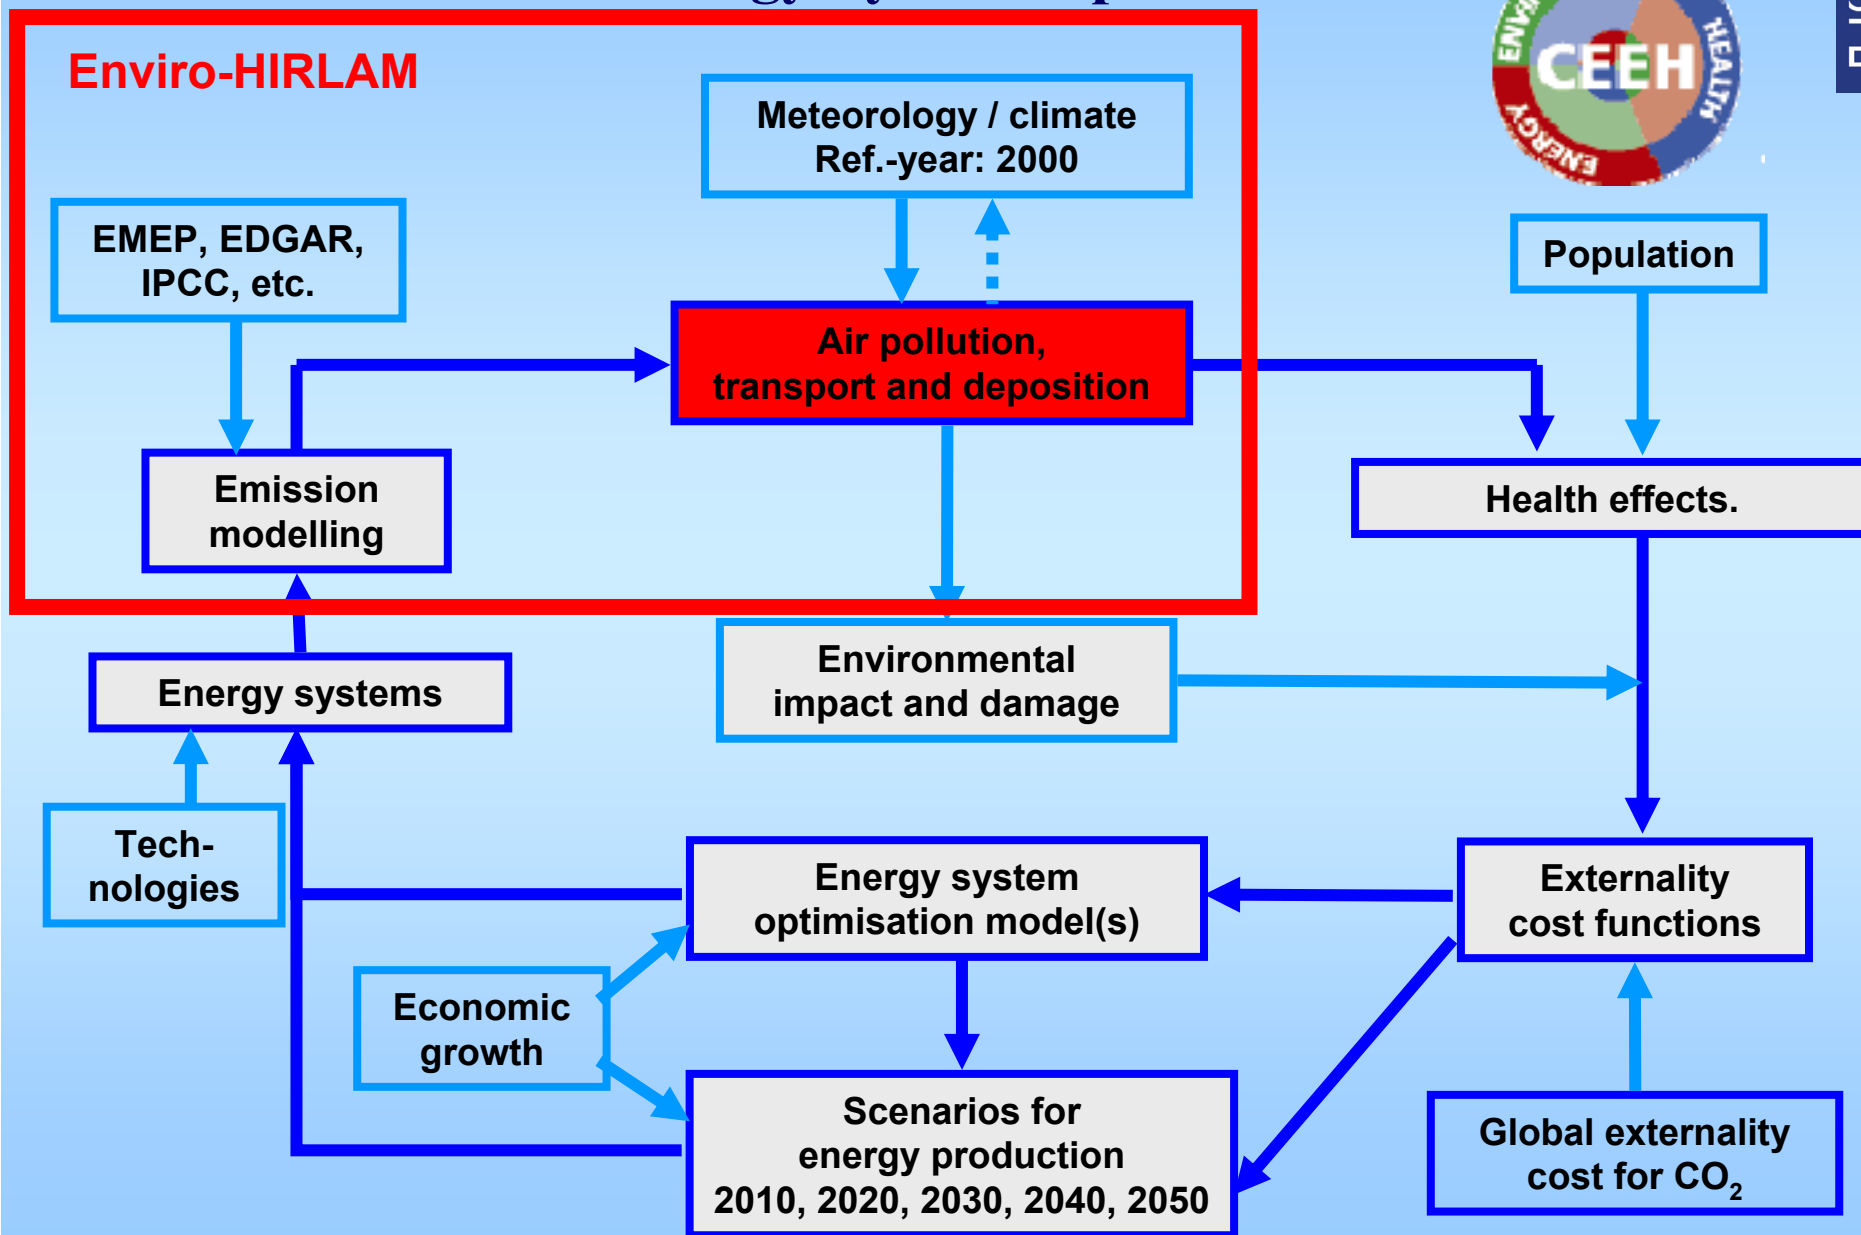 Enviro-HIRLAM
Meteorology / climate
Ref.-year: 2000
CEEH
HEALTH
ENERGY
EMEP, EDGAR,
IPCC, etc.
Population
Air pollution,
transport and deposition
Emission
modelling
Health effects.
Energy systems
Environmental
impact and damage
Tech-
nologies
Energy system
optimisation model(s)
Externality
cost functions
Economic
growth
Scenarios for
energy production
2010, 2020, 2030, 2040, 2050
Global externality
cost for CO₂